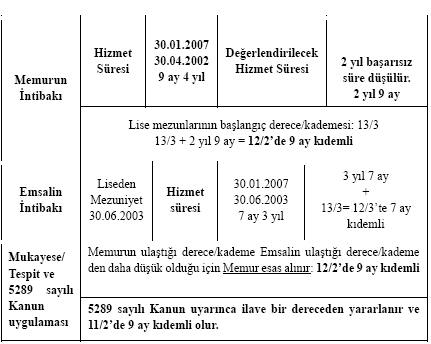 Memurun
İntibakı
Hizmet
Süresi
30.01.2007
30.04.2002
9 ay 4 yıl
Değerlendirilecek
Hizmet Süresi
2 yıl başarısız
süre düşülür.
2 yıl 9 ay
Lise mezunlarının başlangıç derece/kademesi: 13/3
13/3 + 2 yıl 9 ay = 12/2’de 9 ay kıdemli
Emsalin
İntibakı
Liseden
Mezuniyet
30.06.2003
Hizmet
süresi
30.01.2007
30.06.2003
7 ay 3 yıl
3 yıl 7 ay
+
13/3= 12/3’te 7 ay
kıdemli
Mukayese/
Tespit ve
5289 sayılı
Kanun
uygulaması
Memurun ulaştığı derece/kademe Emsalin ulaştığı derece/kademe
den daha düşük olduğu için Memur esas alınır: 12/2’de 9 ay kıdemli
5289 sayılı Kanun uyarınca ilave bir dereceden yararlanır ve
11/2’de 9 ay kıdemli olur.